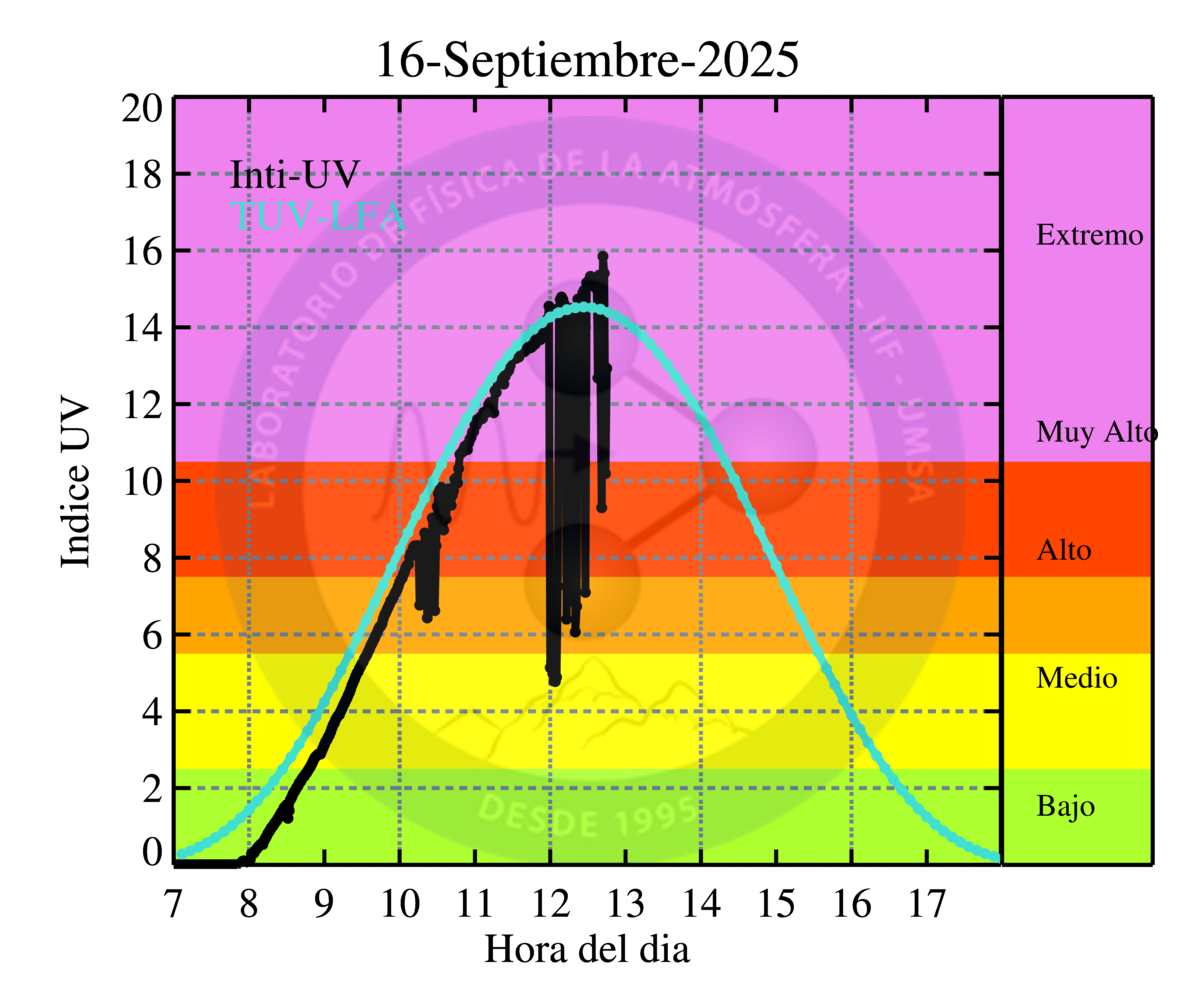 16-Septiembre-2025
20
18
16
14
12
10
8
6
4
2
0
Indice UV
Inti-UV
TUV-LFA
LABORATORIO DE FÍSICA DE LA ATMÓSFERA - IIF - UMSA
DESDE 1995
Extremo
Muy Alto
Alto
Medio
Bajo
7 8 9 10 11 12 13 14 15 16 17
Hora del dia